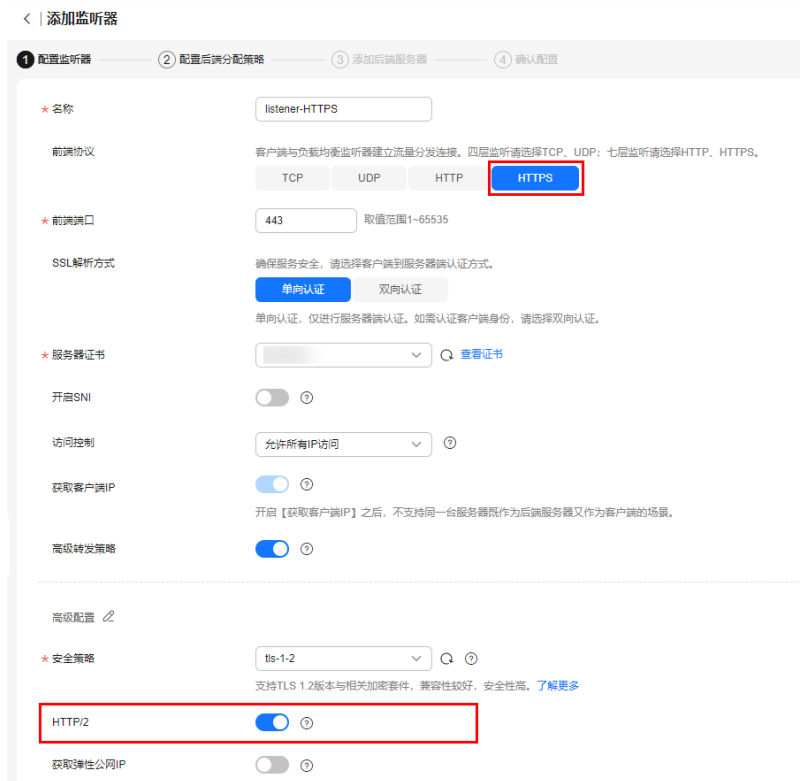 添加监听器
1 配置监听器 2 配置后端分配策略 3 添加后端服务器 4 确认配置
* 名称 listener-HTTPS
前端协议 客户端与负载均衡监听器建立流量分发连接。四层监听请选择TCP、UDP；七层监听请选择HTTP、HTTPS。
TCP UDP HTTP HTTPS
* 前端端口 443 取值范围1~65535
SSL解析方式 确保服务安全，请选择客户端到服务器端认证方式。
单向认证 双向认证
单向认证，仅进行服务器端认证。如需认证客户端身份，请选择双向认证。
* 服务器证书 查看证书
开启SNI ?
访问控制 允许所有IP访问 ?
获取客户端IP ?
开启【获取客户端IP】之后，不支持同一台服务器既作为后端服务器又作为客户端的场景。
高级转发策略 ?
高级配置
* 安全策略 tls-1-2 ?
支持TLS 1.2版本与相关加密套件，兼容性较好，安全性高。了解更多
HTTP/2 ?
获取弹性公网IP ?